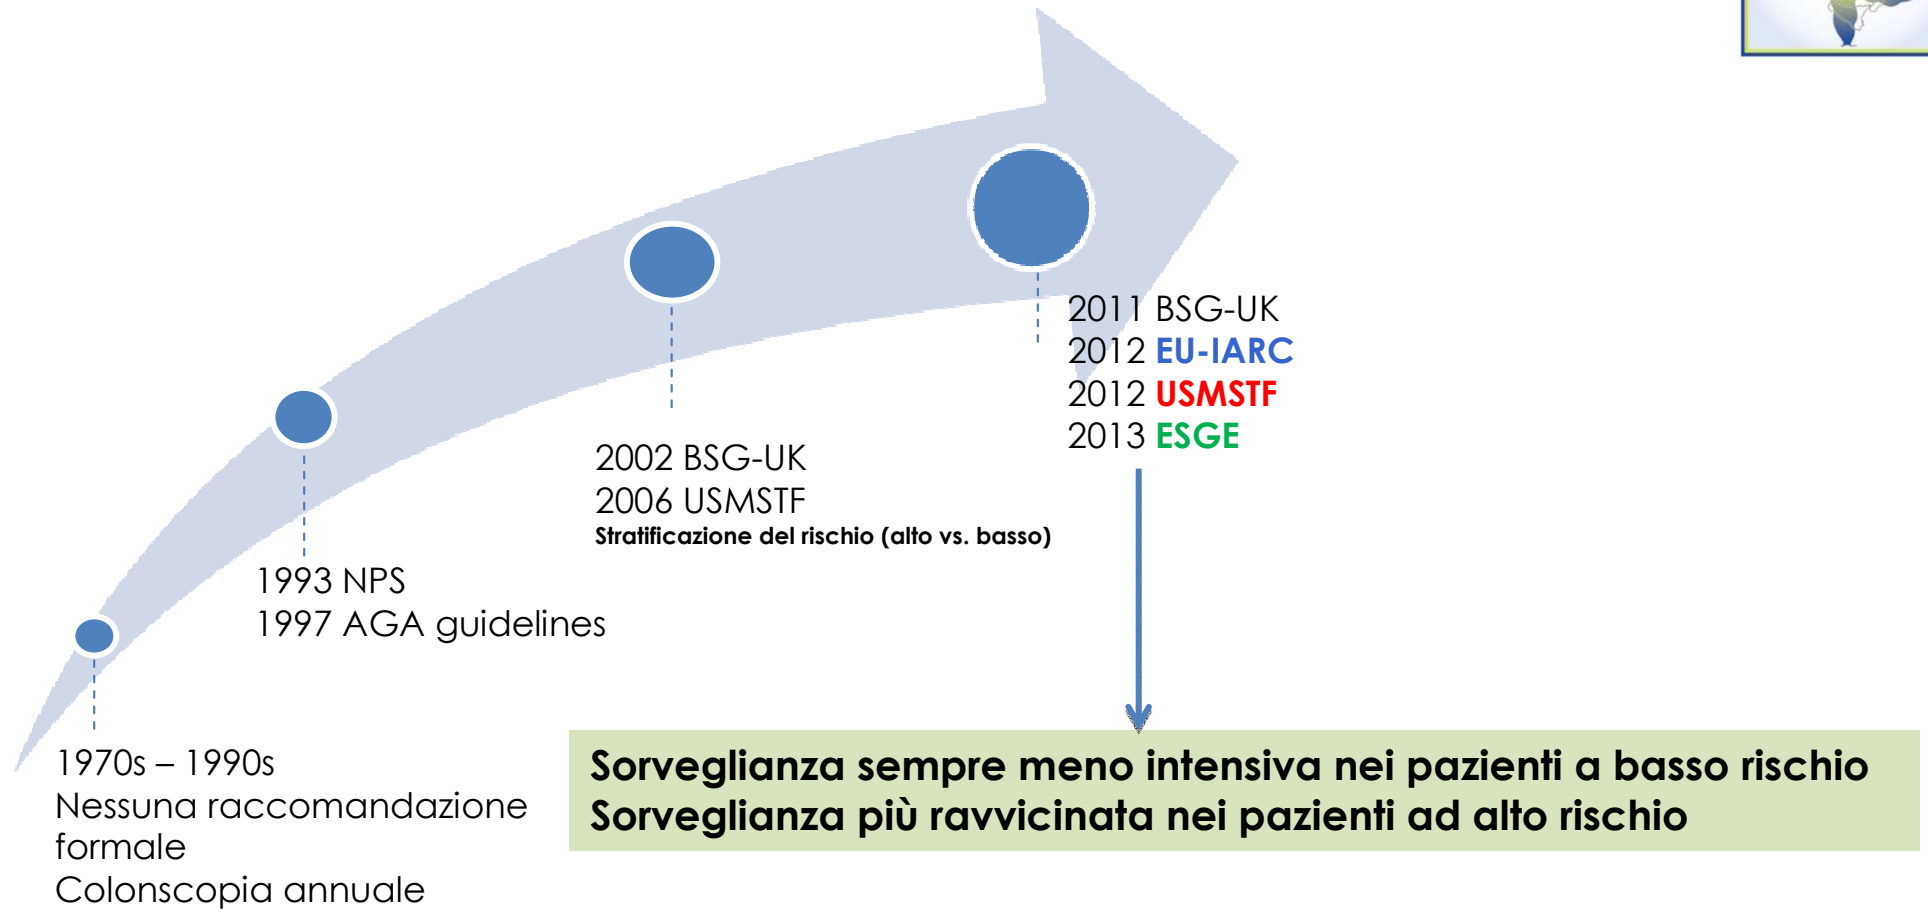 1970s – 1990s
Nessuna raccomandazione
formale
Colonscopia annuale
1993 NPS
1997 AGA guidelines
2002 BSG-UK
2006 USMSTF
Stratificazione del rischio (alto vs. basso)
2011 BSG-UK
2012 EU-IARC
2012 USMSTF
2013 ESGE
Sorveglianza sempre meno intensiva nei pazienti a basso rischio
Sorveglianza più ravvicinata nei pazienti ad alto rischio